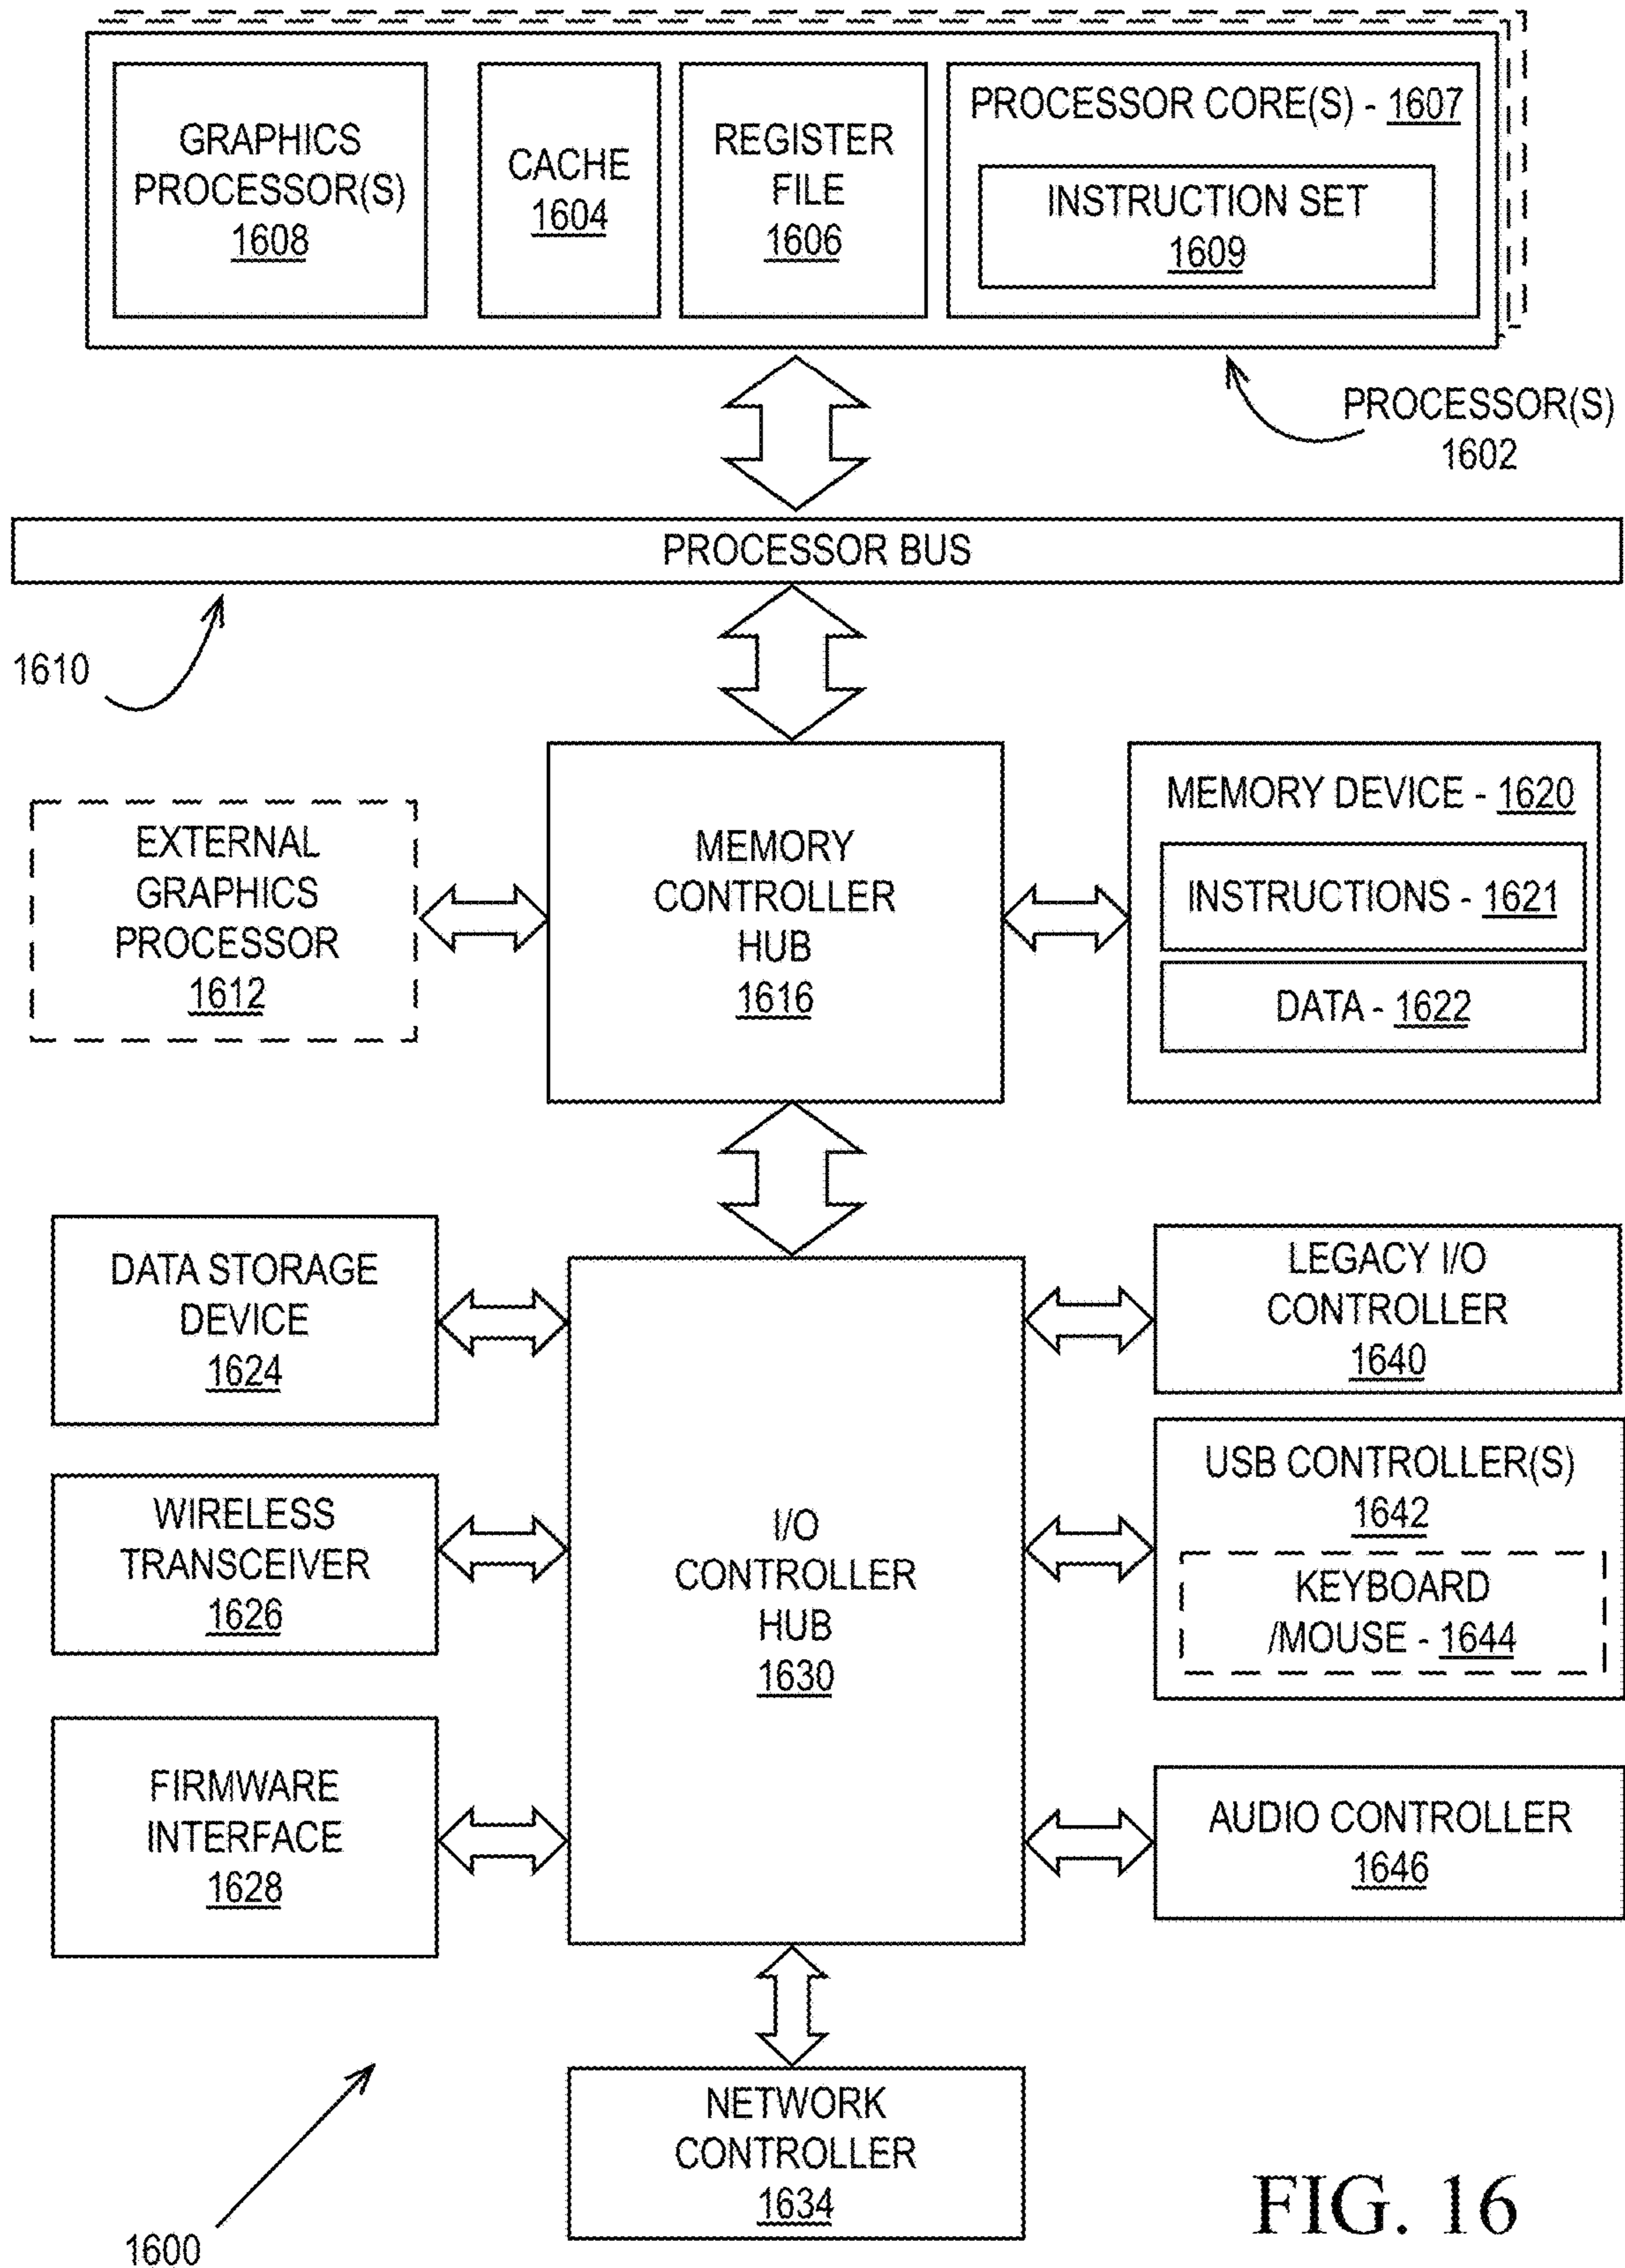 GRAPHICS
PROCESSOR(S)
1608
CACHE
1604
REGISTER
FILE
1606
PROCESSOR CORE(S) - 1607
INSTRUCTION SET
1609
PROCESSOR(S)
1602
PROCESSOR BUS
1610
EXTERNAL
GRAPHICS
PROCESSOR
1612
MEMORY
CONTROLLER
HUB
1616
MEMORY DEVICE - 1620
INSTRUCTIONS - 1621
DATA - 1622
DATA STORAGE
DEVICE
1624
WIRELESS
TRANSCEIVER
1626
FIRMWARE
INTERFACE
1628
I/O
CONTROLLER
HUB
1630
LEGACY I/O
CONTROLLER
1640
USB CONTROLLER(S)
1642
KEYBOARD
/MOUSE - 1644
AUDIO CONTROLLER
1646
NETWORK
CONTROLLER
1634
1600
FIG. 16